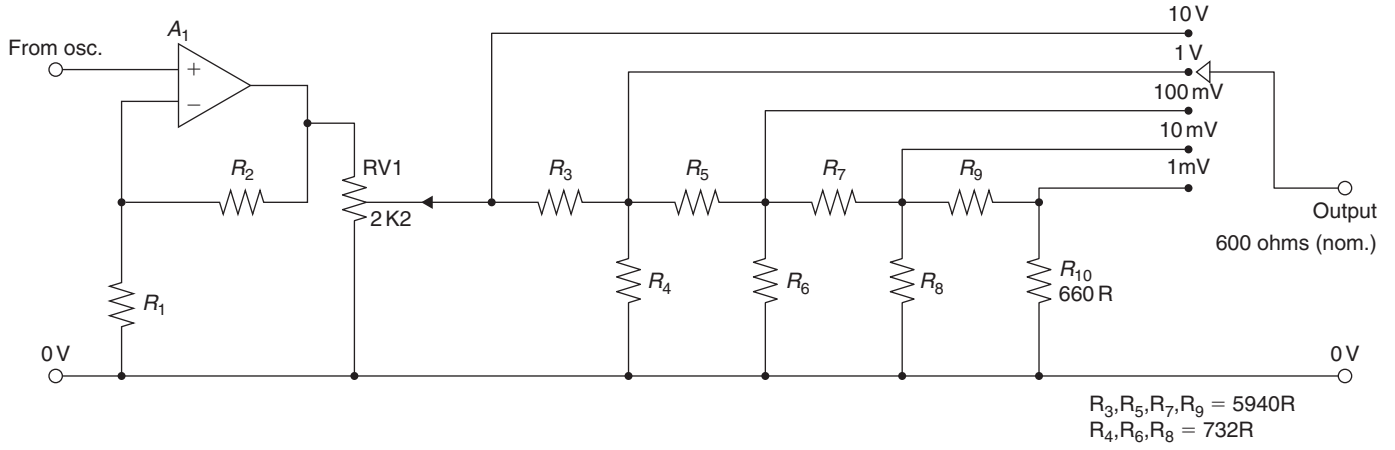 10 V
A1
From osc.
1 V
+
100 mV
−
10 mV
R2
RV1
R3
R5
R7
R9
1mV
2 K2
Output
600 ohms (nom.)
R1
R4
R6
R8
R10
660 R
0 V
0 V
R3,R5,R7,R9 = 5940R
R4,R6,R8 = 732R